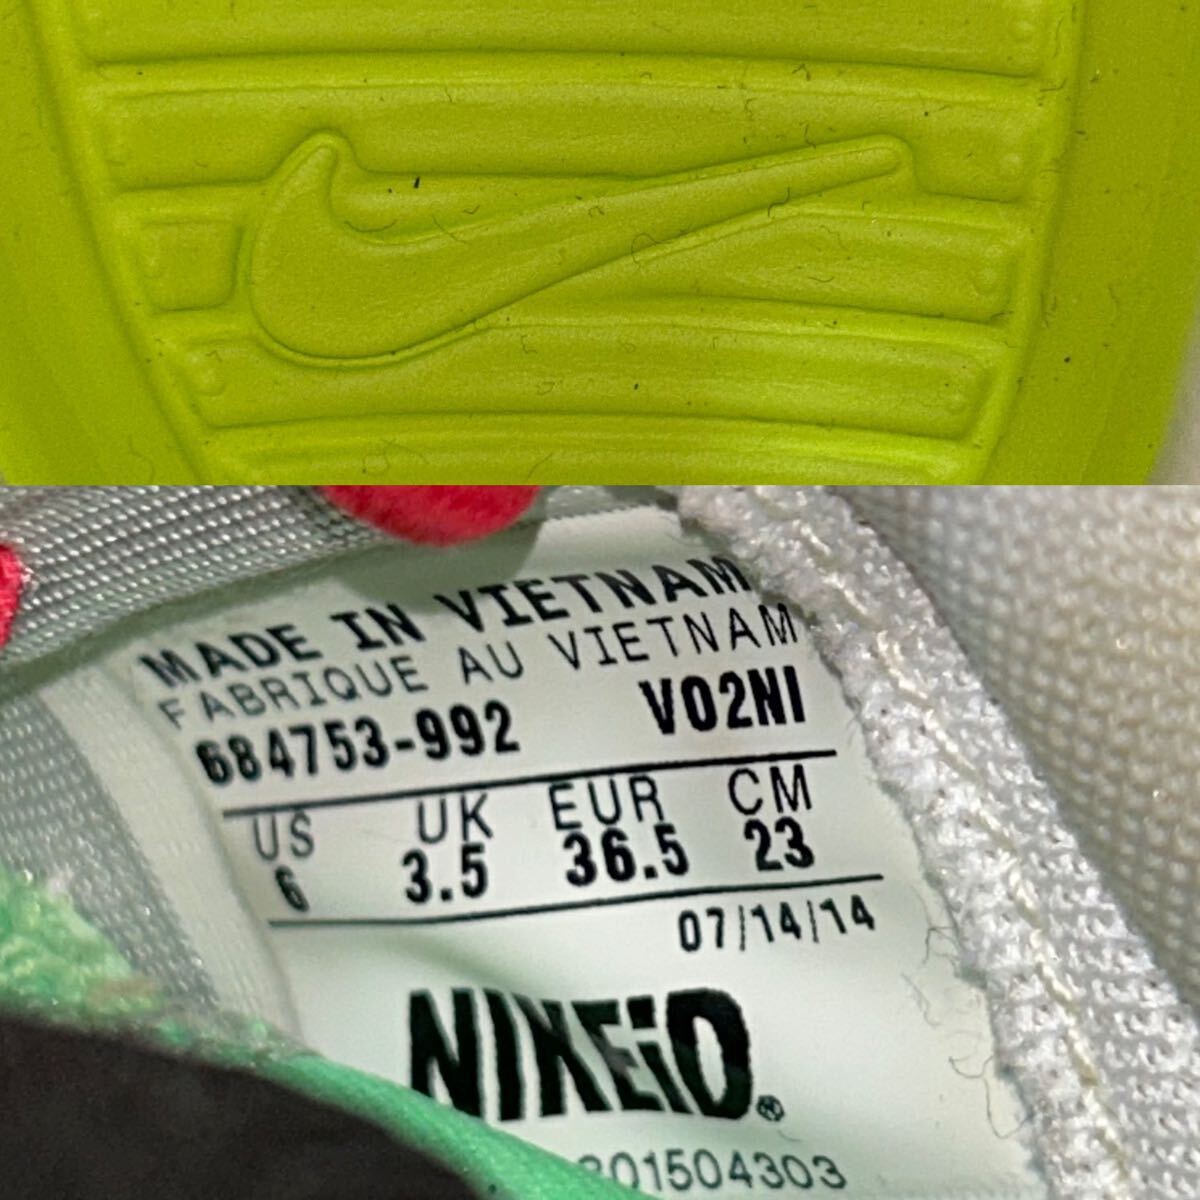 MADE IN VIETNAM
FABRIQUE AU VIETNAM
684753-992 VO2NI
US UK EUR CM
6 3.5 36.5 23
07/14/14
NIKEiD®
01504303